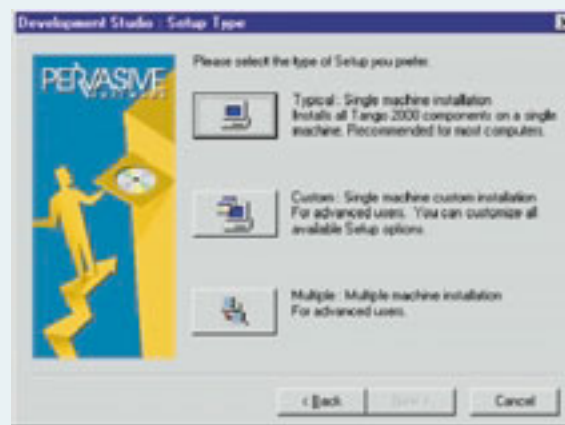 Development Studio : Setup Type
PERVASIVE
SOFTWARE
Please select the type of Setup you prefer.
Typical : Single machine installation
Installs all Tango 2000 components on a single
machine. Recommended for most computers.
Custom : Single machine custom installation
For advanced users. You can customize all
available Setup options.
Multiple : Multiple machine installation
For advanced users.
< Back
Next >
Cancel